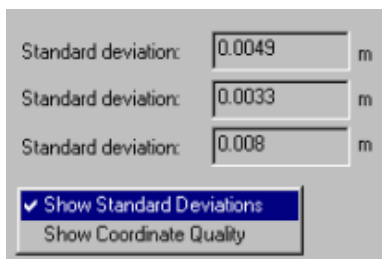 Standard deviation: 0.0049 m
Standard deviation: 0.0033 m
Standard deviation: 0.008 m
✔ Show Standard Deviations
Show Coordinate Quality